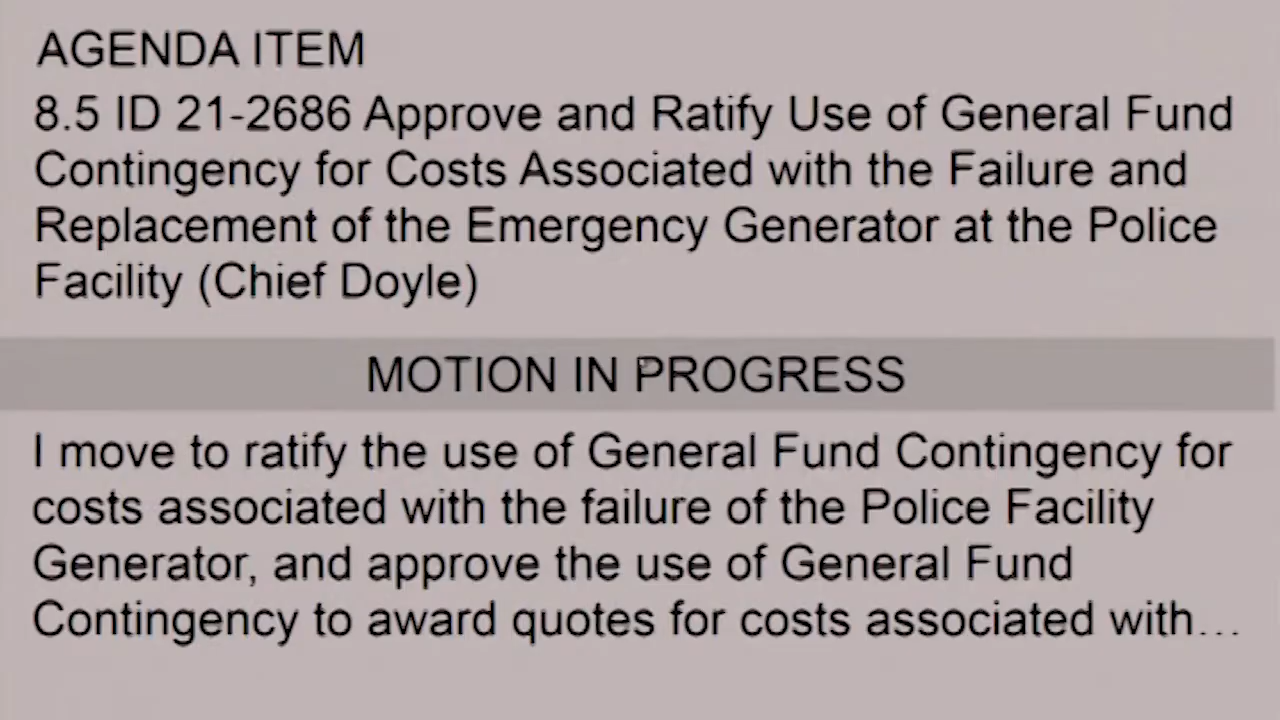 AGENDA ITEM
8.5 ID 21-2686 Approve and Ratify Use of General Fund
Contingency for Costs Associated with the Failure and
Replacement of the Emergency Generator at the Police
Facility (Chief Doyle)
MOTION IN PROGRESS
I move to ratify the use of General Fund Contingency for
costs associated with the failure of the Police Facility
Generator, and approve the use of General Fund
Contingency to award quotes for costs associated with...